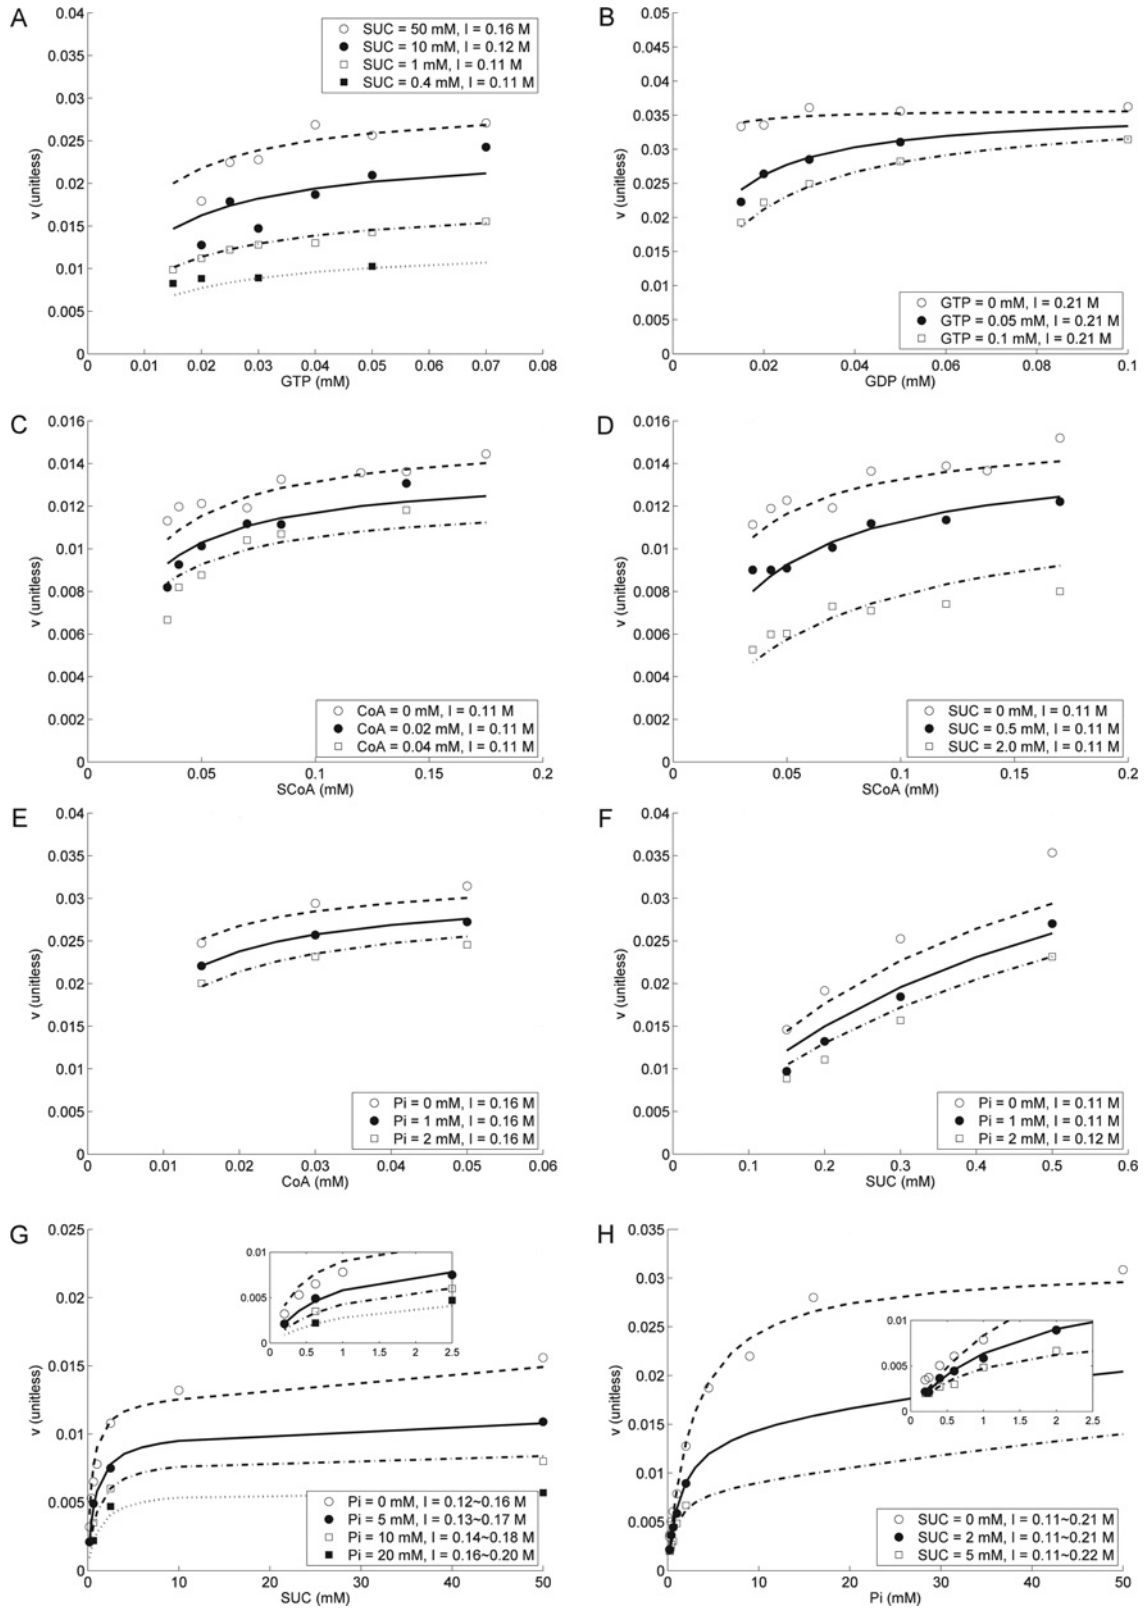 A
0.04
0.035
0.03
0.025
0.02
0.015
0.01
0.005
0
v (unitless)
SUC = 50 mM, I = 0.16 M
SUC = 10 mM, I = 0.12 M
SUC = 1 mM, I = 0.11 M
SUC = 0.4 mM, I = 0.11 M
0 0.01 0.02 0.03 0.04 0.05 0.06 0.07 0.08
GTP (mM)
B
0.05
0.045
0.04
0.035
0.03
0.025
0.02
0.015
0.01
0.005
0
v (unitless)
GTP = 0 mM, I = 0.21 M
GTP = 0.05 mM, I = 0.21 M
GTP = 0.1 mM, I = 0.21 M
0 0.02 0.04 0.06 0.08 0.1
GDP (mM)
C
0.016
0.014
0.012
0.01
0.008
0.006
0.004
0.002
0
v (unitless)
CoA = 0 mM, I = 0.11 M
CoA = 0.02 mM, I = 0.11 M
CoA = 0.04 mM, I = 0.11 M
0 0.05 0.1 0.15 0.2
SCoA (mM)
D
0.016
0.014
0.012
0.01
0.008
0.006
0.004
0.002
0
v (unitless)
SUC = 0 mM, I = 0.11 M
SUC = 0.5 mM, I = 0.11 M
SUC = 2.0 mM, I = 0.11 M
0 0.05 0.1 0.15 0.2
SCoA (mM)
E
0.04
0.035
0.03
0.025
0.02
0.015
0.01
0.005
0
v (unitless)
Pi = 0 mM, I = 0.16 M
Pi = 1 mM, I = 0.16 M
Pi = 2 mM, I = 0.16 M
0 0.01 0.02 0.03 0.04 0.05 0.06
CoA (mM)
F
0.04
0.035
0.03
0.025
0.02
0.015
0.01
0.005
0
v (unitless)
Pi = 0 mM, I = 0.11 M
Pi = 1 mM, I = 0.11 M
Pi = 2 mM, I = 0.12 M
0 0.1 0.2 0.3 0.4 0.5 0.6
SUC (mM)
G
0.025
0.02
0.015
0.01
0.005
0
v (unitless)
0.01
0.005
0
0 0.5 1 1.5 2 2.5
Pi = 0 mM, I = 0.12~0.16 M
Pi = 5 mM, I = 0.13~0.17 M
Pi = 10 mM, I = 0.14~0.18 M
Pi = 20 mM, I = 0.16~0.20 M
0 10 20 30 40 50
SUC (mM)
H
0.035
0.03
0.025
0.02
0.015
0.01
0.005
0
v (unitless)
0.01
0.005
0
0 0.5 1 1.5 2 2.5
SUC = 0 mM, I = 0.11~0.21 M
SUC = 2 mM, I = 0.11~0.21 M
SUC = 5 mM, I = 0.11~0.22 M
0 10 20 30 40 50
Pi (mM)